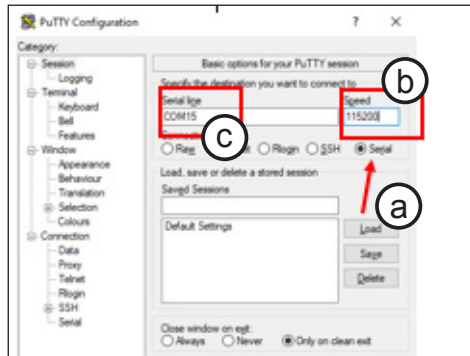 PuTTY Configuration ? ×
Category:
Session
Logging
Terminal
Keyboard
Bell
Features
Window
Appearance
Behaviour
Translation
Selection
Colours
Connection
Data
Proxy
Telnet
Rlogin
SSH
Serial
Basic options for your PuTTY session
Specify the destination you want to connect to
Serial line Speed
COM15 115200
Raw Rlogin SSH Serial
Load, save or delete a stored session
Saved Sessions
Default Settings
Load
Save
Delete
Close window on exit:
Always Never Only on clean exit
b
c
a